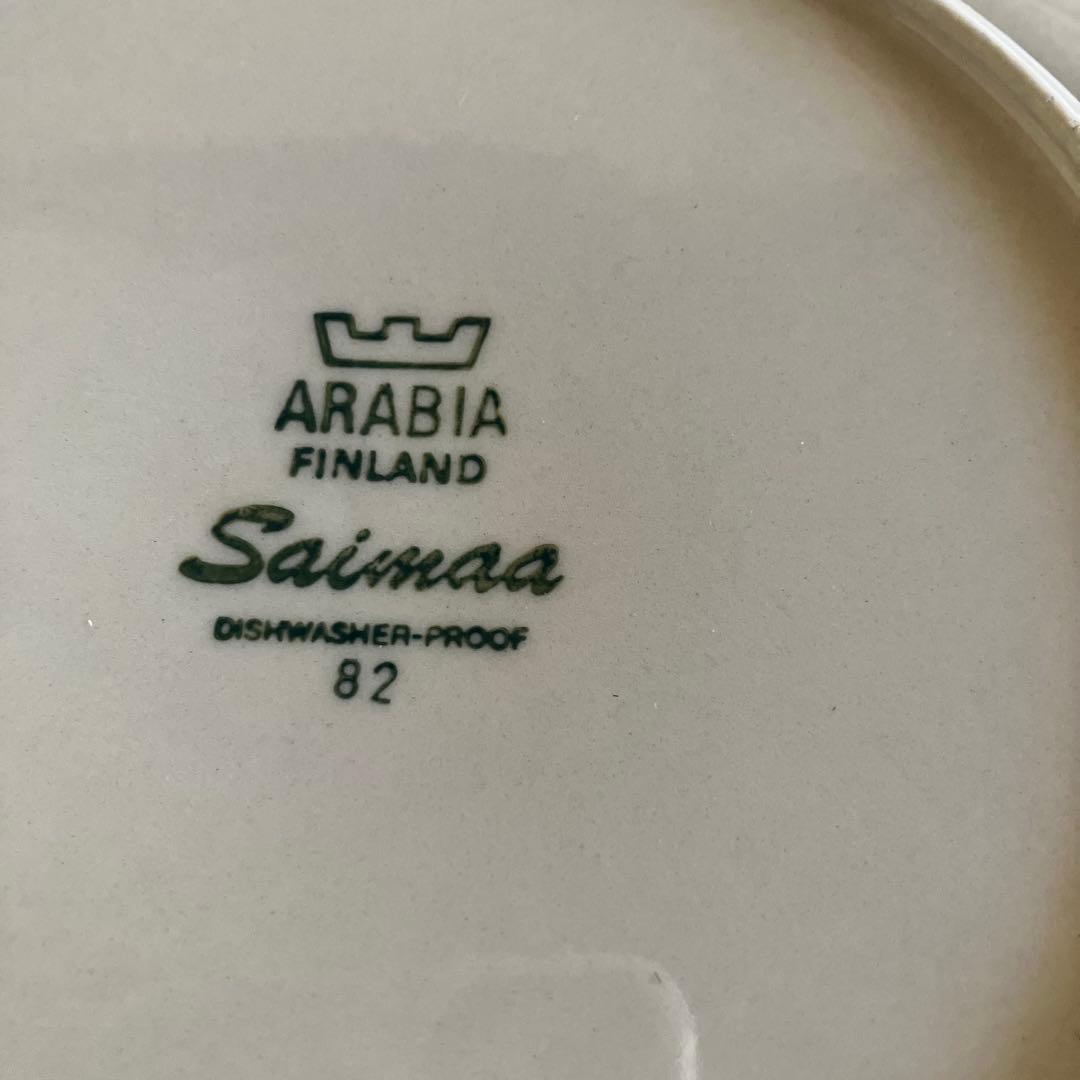 ARABIA
FINLAND
Saimaa
DISHWASHER-PROOF
82